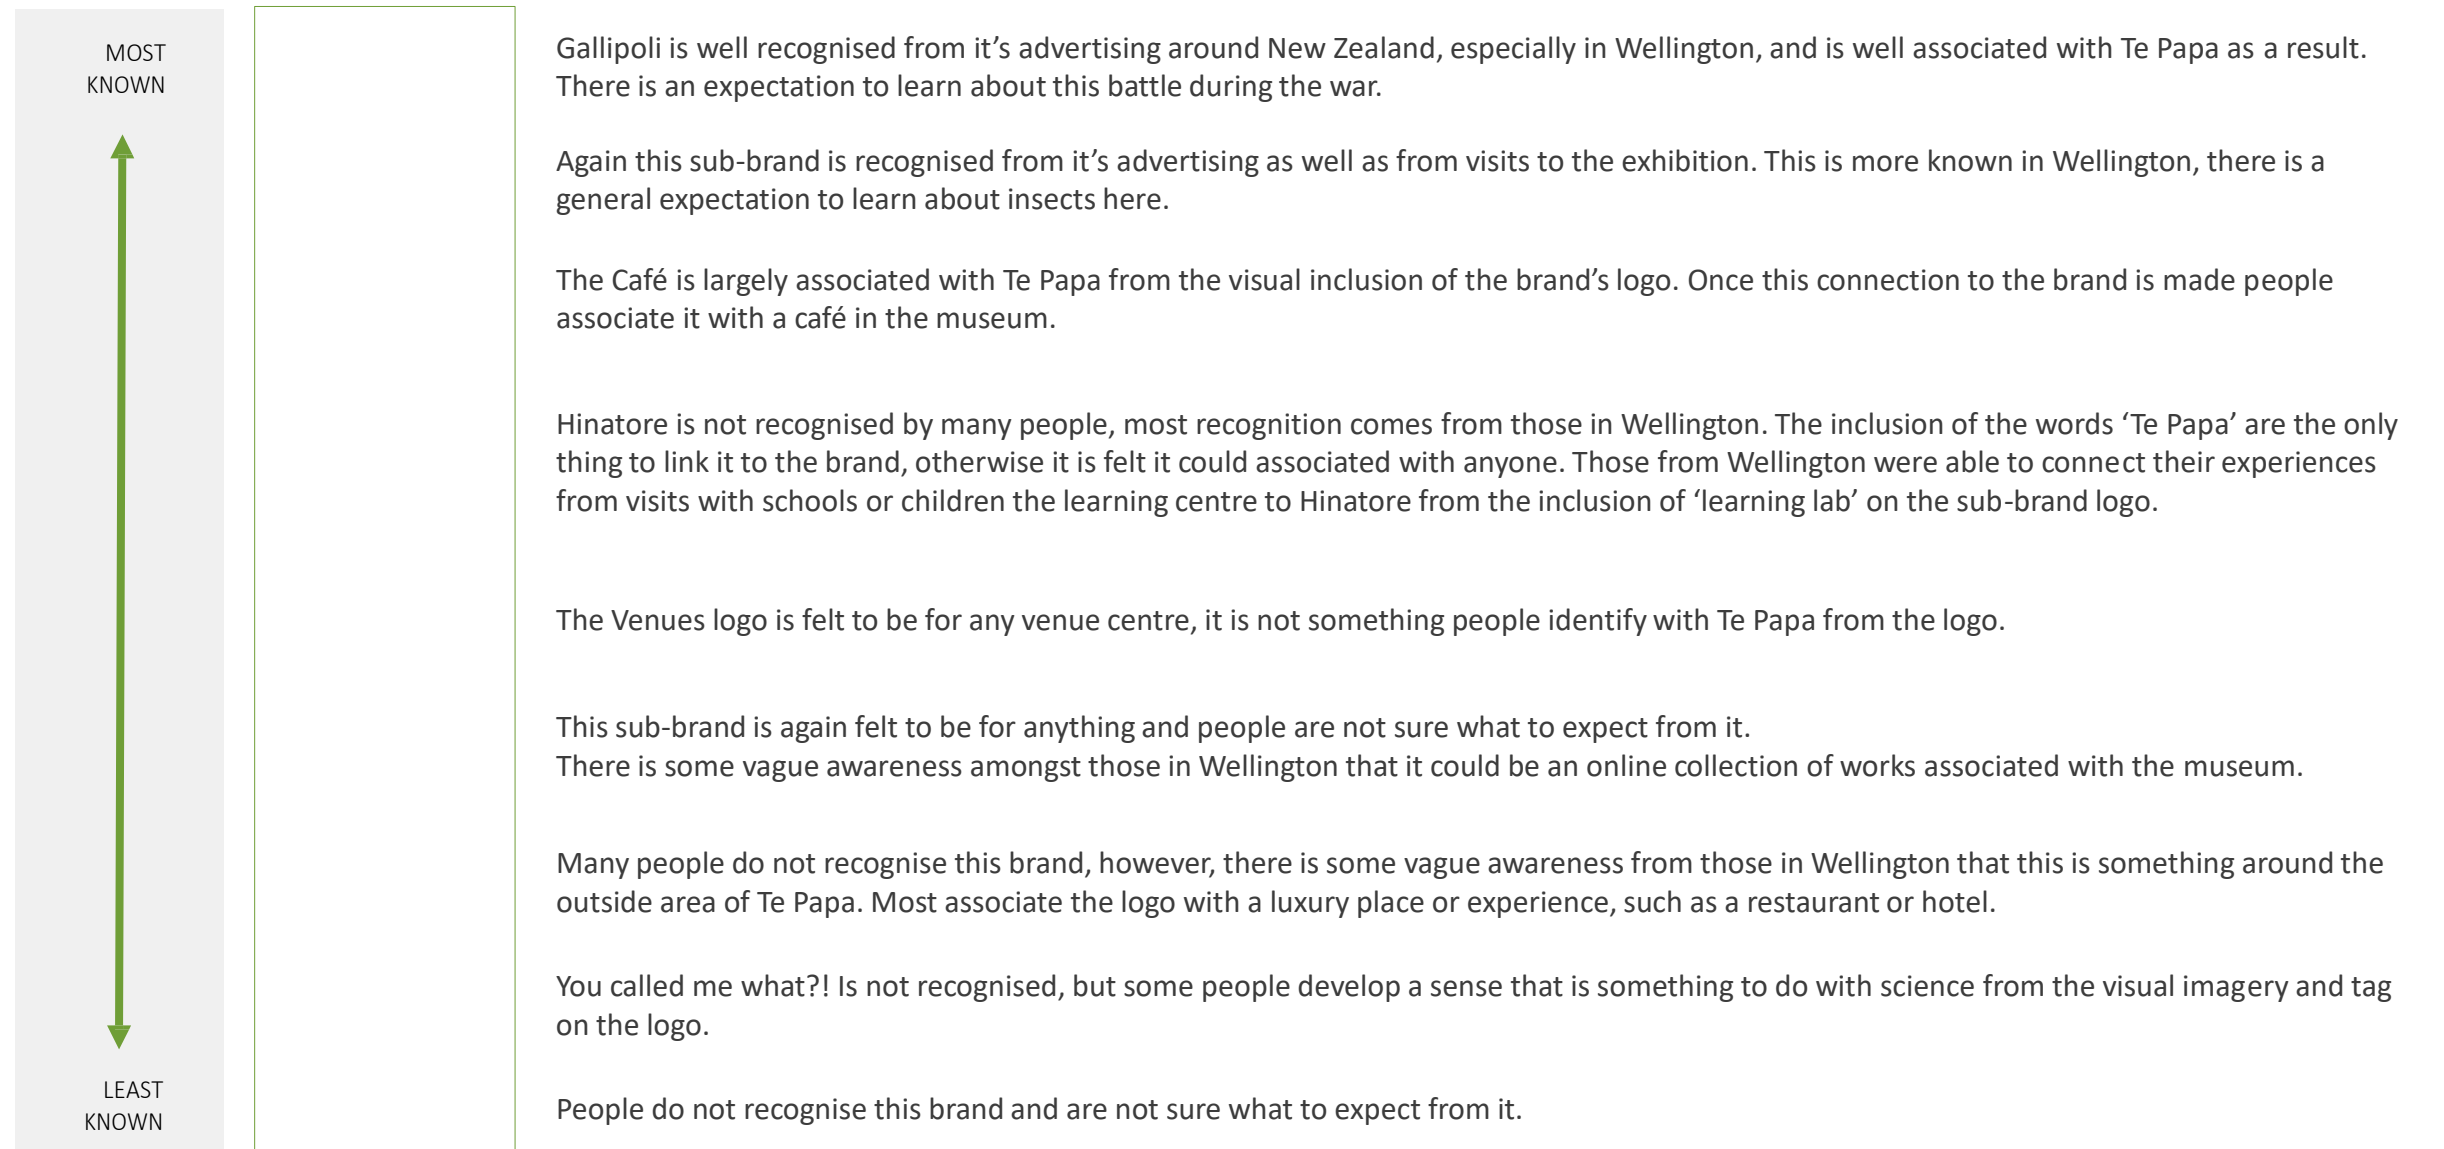 MOST
KNOWN
Gallipoli is well recognised from it’s advertising around New Zealand, especially in Wellington, and is well associated with Te Papa as a result.
There is an expectation to learn about this battle during the war.
Again this sub-brand is recognised from it’s advertising as well as from visits to the exhibition. This is more known in Wellington, there is a
general expectation to learn about insects here.
The Café is largely associated with Te Papa from the visual inclusion of the brand’s logo. Once this connection to the brand is made people
associate it with a café in the museum.
Hinatore is not recognised by many people, most recognition comes from those in Wellington. The inclusion of the words ‘Te Papa’ are the only
thing to link it to the brand, otherwise it is felt it could associated with anyone. Those from Wellington were able to connect their experiences
from visits with schools or children the learning centre to Hinatore from the inclusion of ‘learning lab’ on the sub-brand logo.
The Venues logo is felt to be for any venue centre, it is not something people identify with Te Papa from the logo.
This sub-brand is again felt to be for anything and people are not sure what to expect from it.
There is some vague awareness amongst those in Wellington that it could be an online collection of works associated with the museum.
Many people do not recognise this brand, however, there is some vague awareness from those in Wellington that this is something around the
outside area of Te Papa. Most associate the logo with a luxury place or experience, such as a restaurant or hotel.
You called me what?! Is not recognised, but some people develop a sense that is something to do with science from the visual imagery and tag
on the logo.
LEAST
KNOWN
People do not recognise this brand and are not sure what to expect from it.